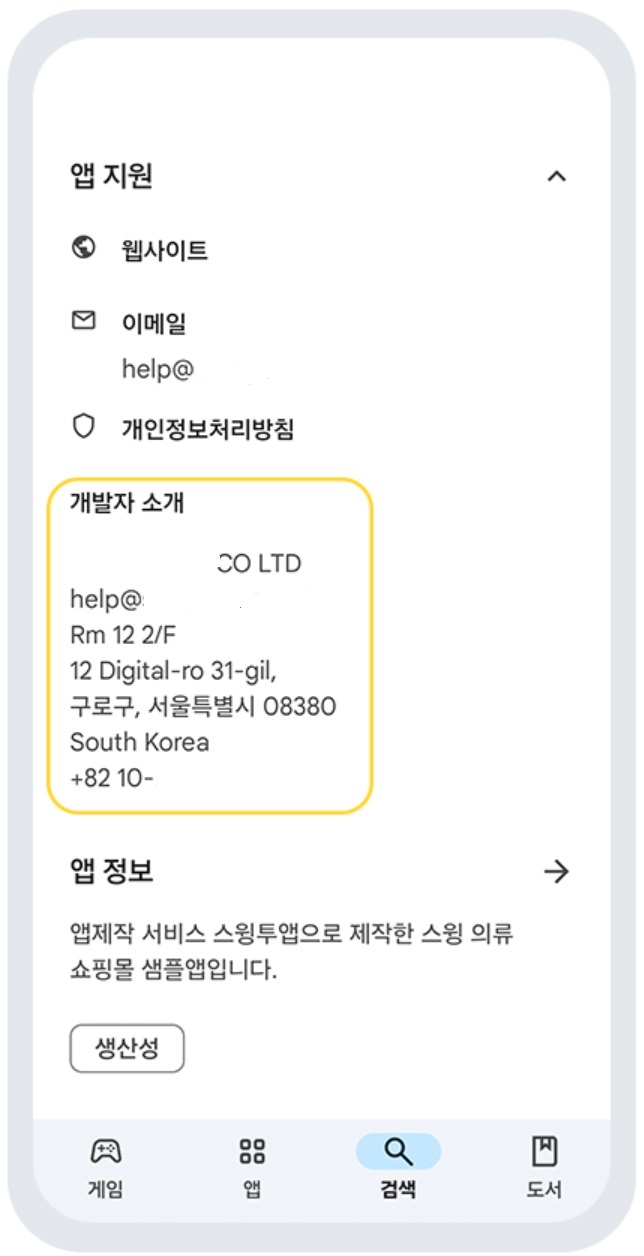 앱 지원
웹사이트
이메일
help@
개인정보처리방침
개발자 소개
CO LTD
help@
Rm 12 2/F
12 Digital-ro 31-gil,
구로구, 서울특별시 08380
South Korea
+82 10-
앱 정보
앱제작 서비스 스윙투앱으로 제작한 스윙 의류
쇼핑몰 샘플앱입니다.
생산성
게임
앱
검색
도서